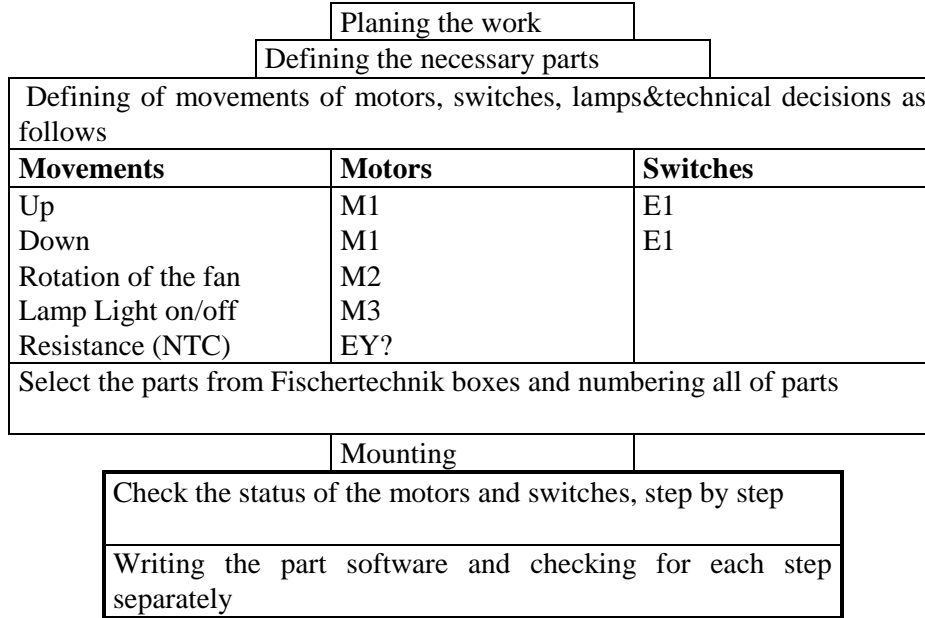 Planing the work
Defining the necessary parts
Defining of movements of motors, switches, lamps&technical decisions as
follows
Movements Motors Switches
Up M1 E1
Down M1 E1
Rotation of the fan M2
Lamp Light on/off M3
Resistance (NTC) EY?
Select the parts from Fischertechnik boxes and numbering all of parts
Mounting
Check the status of the motors and switches, step by step
Writing the part software and checking for each step
separately